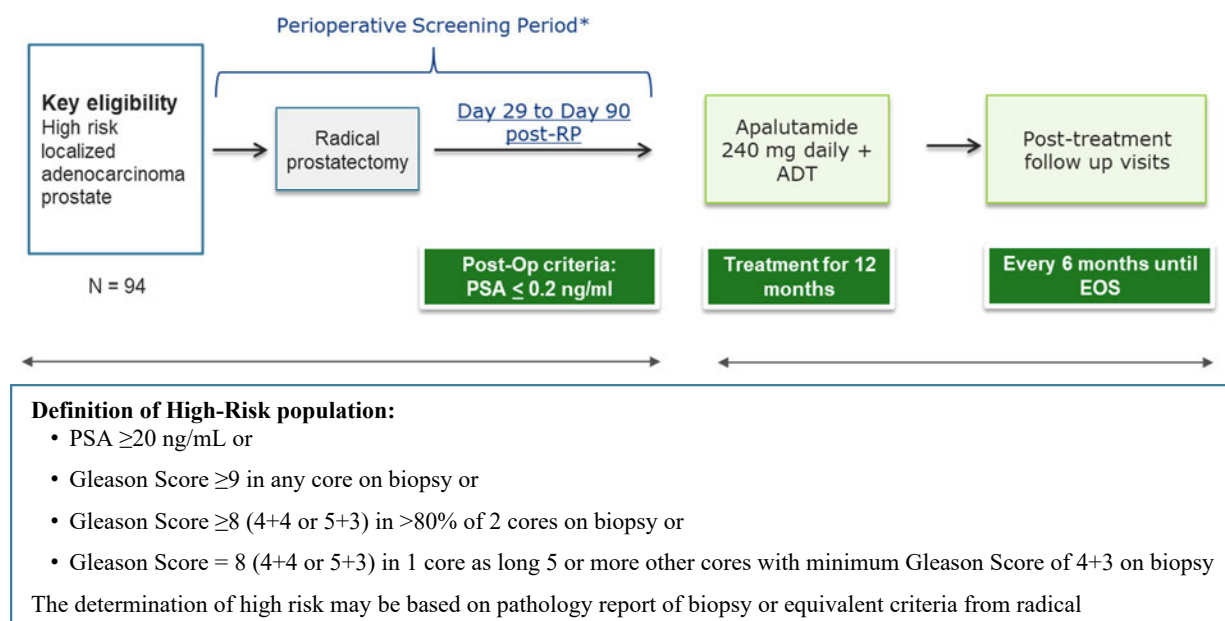 Perioperative Screening Period*
Key eligibility
High risk
localized
adenocarcinoma
prostate
N = 94
Radical
prostatectomy
Day 29 to Day 90
post-RP
Post-Op criteria:
PSA ≤ 0.2 ng/ml
Apalutamide
240 mg daily +
ADT
Treatment for 12
months
Post-treatment
follow up visits
Every 6 months until
EOS
Definition of High-Risk population:
• PSA ≥20 ng/mL or
• Gleason Score ≥9 in any core on biopsy or
• Gleason Score ≥8 (4+4 or 5+3) in >80% of 2 cores on biopsy or
• Gleason Score = 8 (4+4 or 5+3) in 1 core as long 5 or more other cores with minimum Gleason Score of 4+3 on biopsy
The determination of high risk may be based on pathology report of biopsy or equivalent criteria from radical